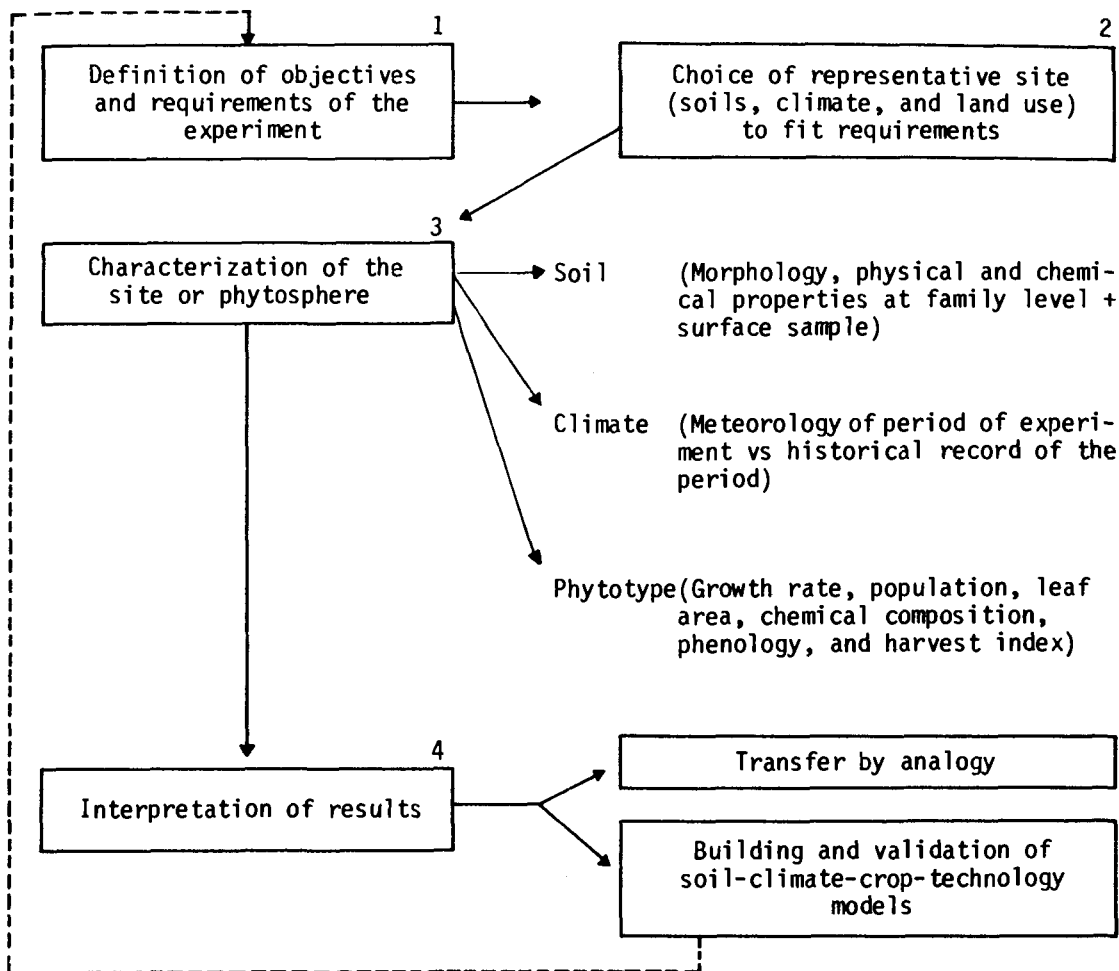 1
Definition of objectives
and requirements of the
experiment
2
Choice of representative site
(soils, climate, and land use)
to fit requirements
3
Characterization of the
site or phytosphere
Soil (Morphology, physical and chemi-
cal properties at family level +
surface sample)
Climate (Meteorology of period of experi-
ment vs historical record of the
period)
Phytotype(Growth rate, population, leaf
area, chemical composition,
phenology, and harvest index)
4
Interpretation of results
Transfer by analogy
Building and validation of
soil-climate-crop-technology
models